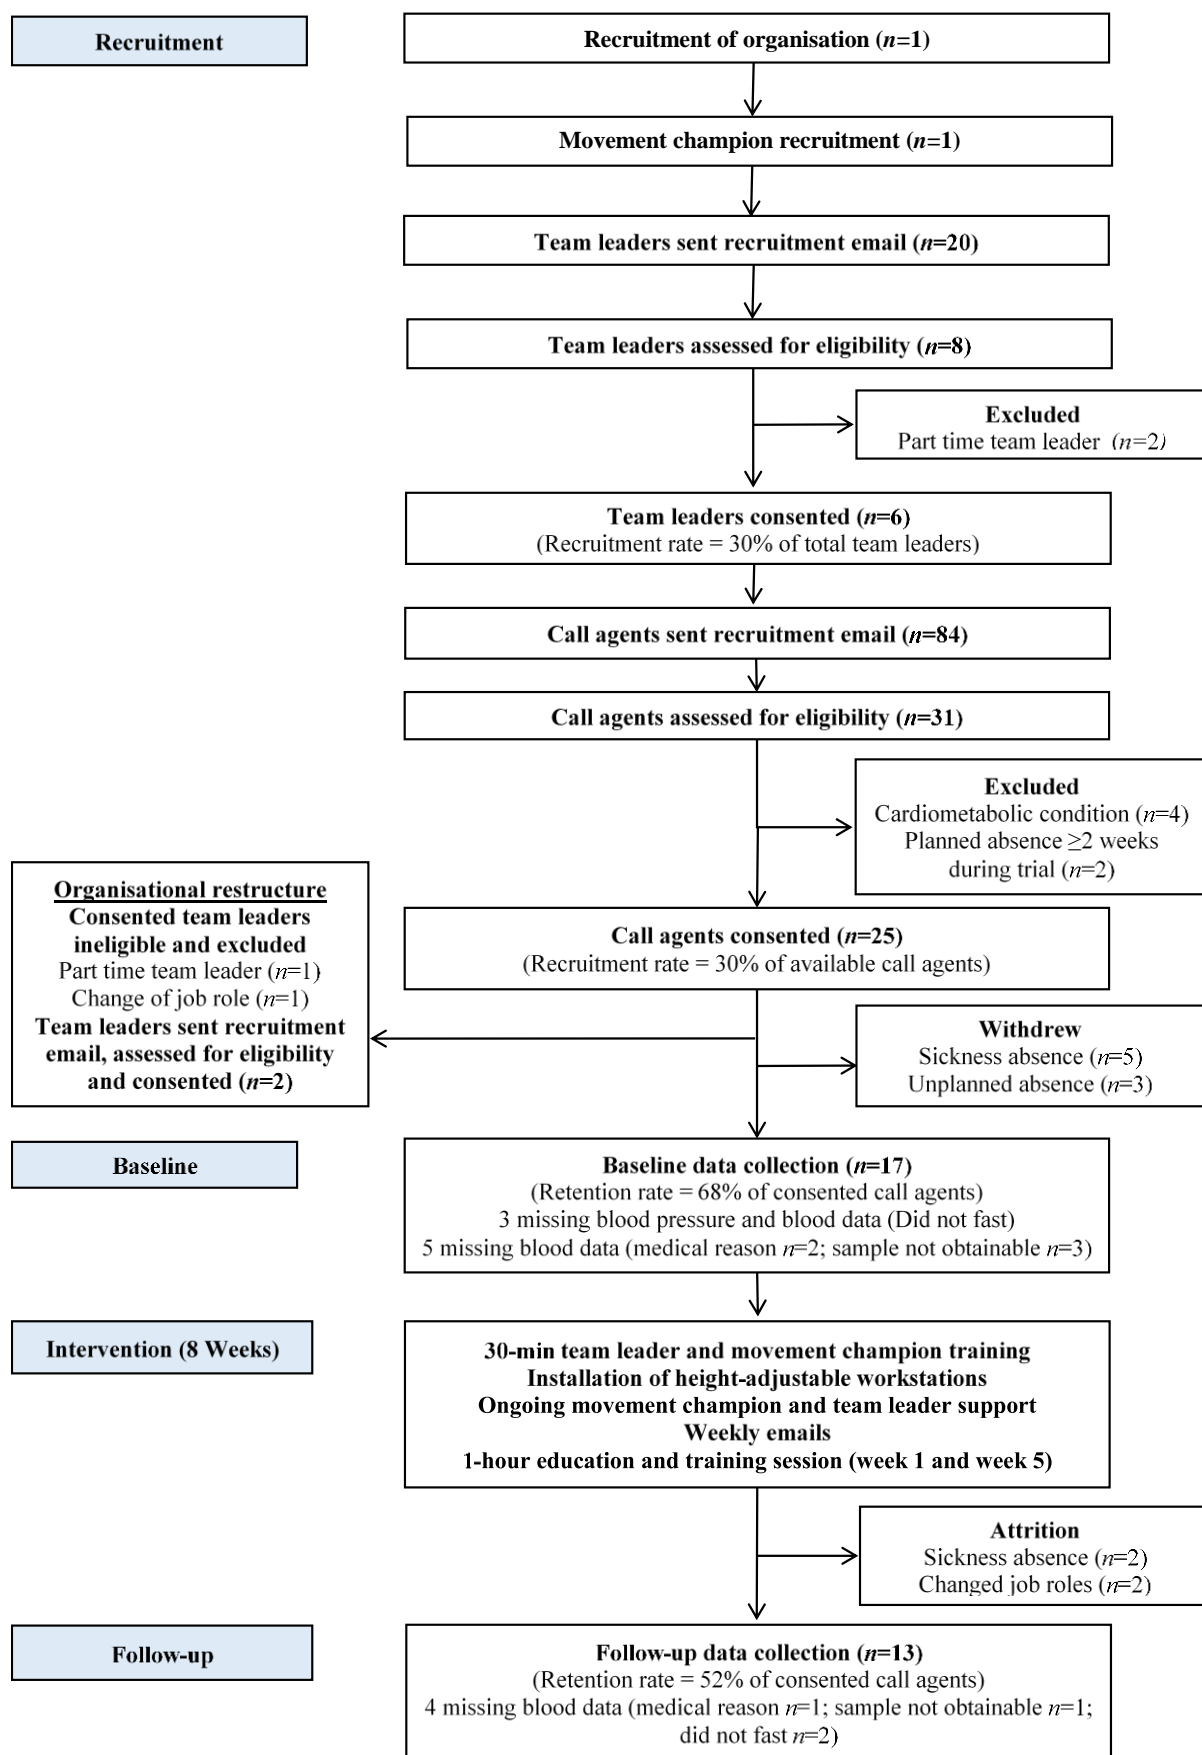 Recruitment
Recruitment of organisation (n=1)
Movement champion recruitment (n=1)
Team leaders sent recruitment email (n=20)
Team leaders assessed for eligibility (n=8)
Excluded
Part time team leader (n=2)
Team leaders consented (n=6)
(Recruitment rate = 30% of total team leaders)
Call agents sent recruitment email (n=84)
Call agents assessed for eligibility (n=31)
Excluded
Cardiometabolic condition (n=4)
Planned absence ≥2 weeks
during trial (n=2)
Organisational restructure
Consented team leaders
ineligible and excluded
Part time team leader (n=1)
Change of job role (n=1)
Team leaders sent recruitment
email, assessed for eligibility
and consented (n=2)
Call agents consented (n=25)
(Recruitment rate = 30% of available call agents)
Withdrew
Sickness absence (n=5)
Unplanned absence (n=3)
Baseline
Baseline data collection (n=17)
(Retention rate = 68% of consented call agents)
3 missing blood pressure and blood data (Did not fast)
5 missing blood data (medical reason n=2; sample not obtainable n=3)
Intervention (8 Weeks)
30-min team leader and movement champion training
Installation of height-adjustable workstations
Ongoing movement champion and team leader support
Weekly emails
1-hour education and training session (week 1 and week 5)
Attrition
Sickness absence (n=2)
Changed job roles (n=2)
Follow-up
Follow-up data collection (n=13)
(Retention rate = 52% of consented call agents)
4 missing blood data (medical reason n=1; sample not obtainable n=1;
did not fast n=2)